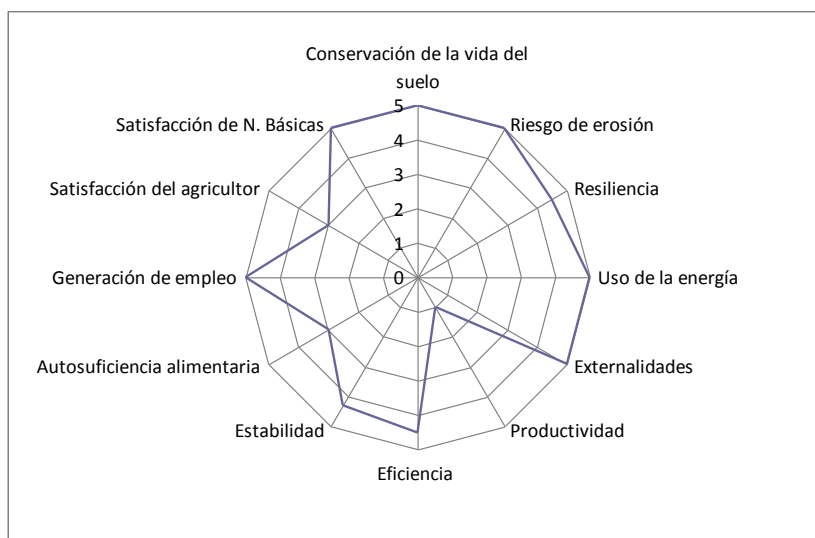 Conservación de la vida del
suelo
Riesgo de erosión
Resiliencia
Uso de la energía
Externalidades
Productividad
Eficiencia
Estabilidad
Autosuficiencia alimentaria
Generación de empleo
Satisfacción del agricultor
Satisfacción de N. Básicas
5
4
3
2
1
0